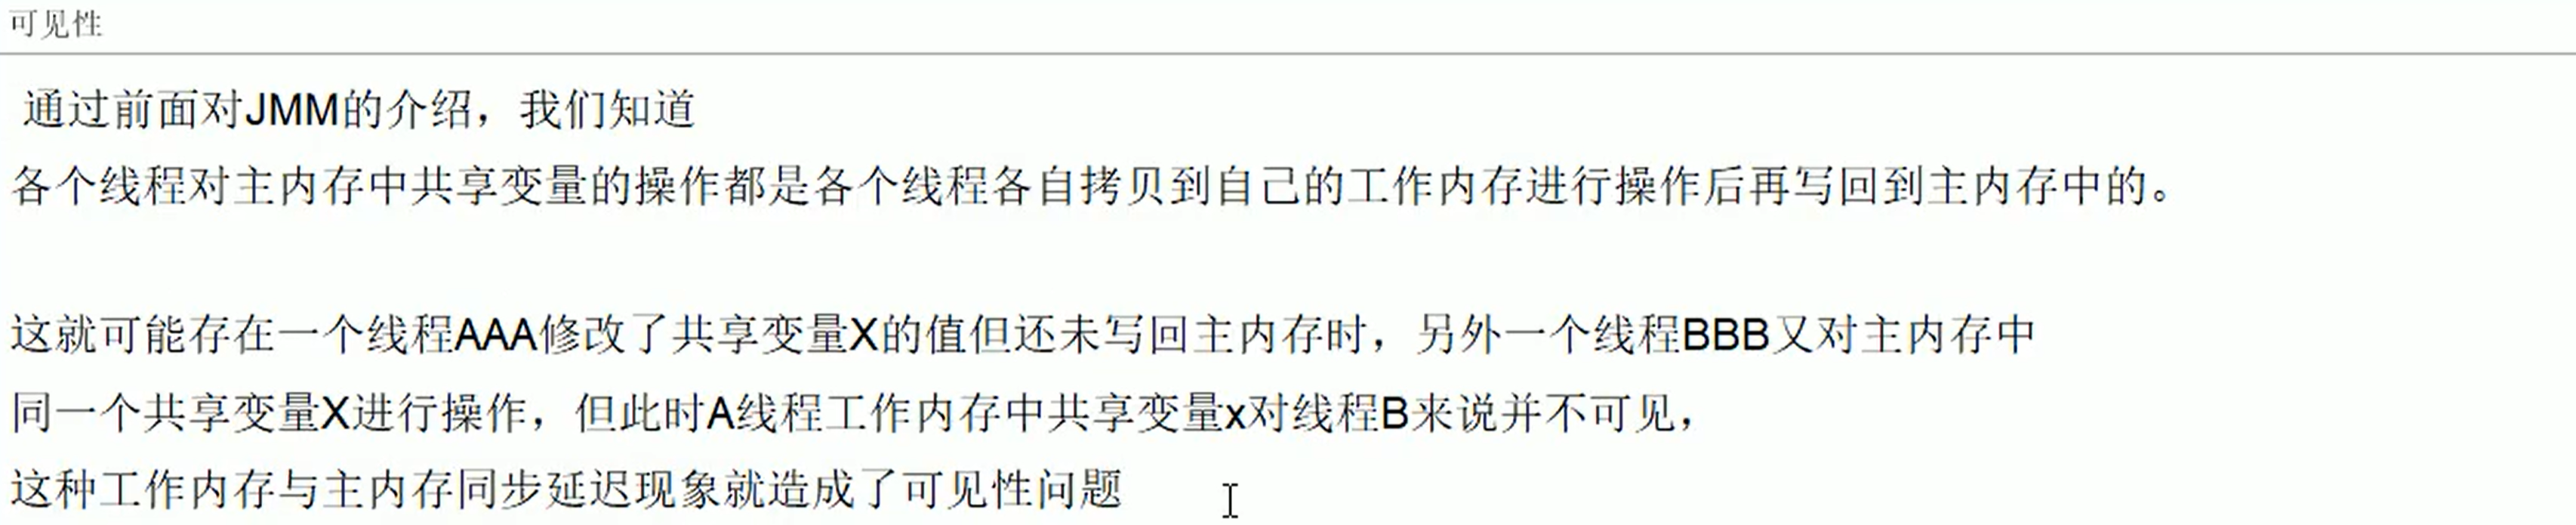 可见性
通过前面对JMM的介绍，我们知道
各个线程对主内存中共享变量的操作都是各个线程各自拷贝到自己的工作内存进行操作后再写回到主内存中的。
这就可能存在一个线程AAA修改了共享变量X的值但还未写回主内存时，另外一个线程BBB又对主内存中
同一个共享变量X进行操作，但此时A线程工作内存中共享变量x对线程B来说并不可见，
这种工作内存与主内存同步延迟现象就造成了可见性问题